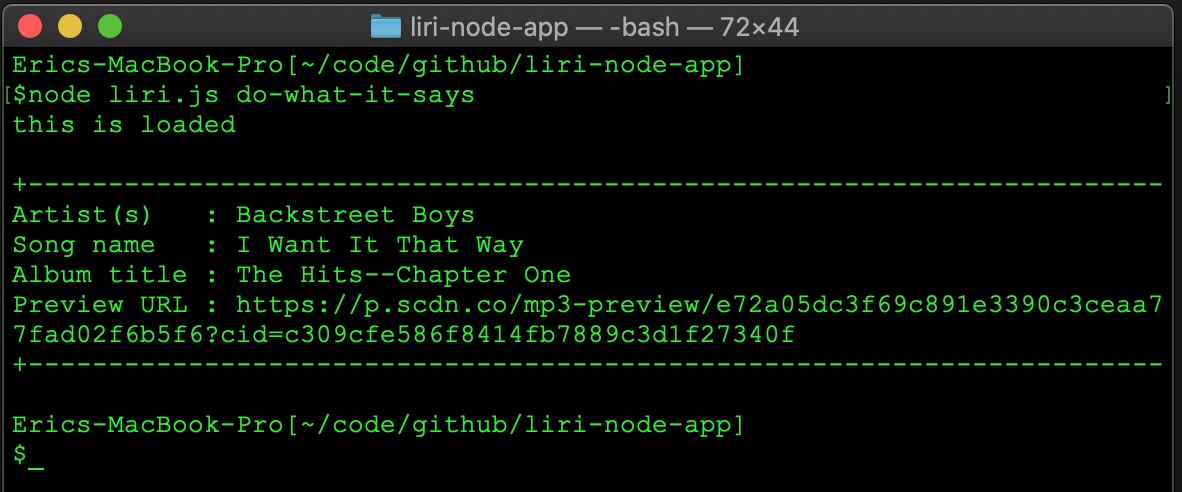 liri-node-app — -bash — 72×44
Erics-MacBook-Pro[~/code/github/liri-node-app]
[$node liri.js do-what-it-says ]
this is loaded
+-----------------------------------------------------------------------
Artist(s)   : Backstreet Boys
Song name   : I Want It That Way
Album title : The Hits--Chapter One
Preview URL : https://p.scdn.co/mp3-preview/e72a05dc3f69c891e3390c3ceaa7
7fad02f6b5f6?cid=c309cfe586f8414fb7889c3d1f27340f
+-----------------------------------------------------------------------
Erics-MacBook-Pro[~/code/github/liri-node-app]
$_